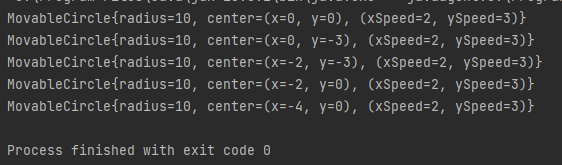 MovableCircle{radius=10, center=(x=0, y=0), (xSpeed=2, ySpeed=3)}
MovableCircle{radius=10, center=(x=0, y=-3), (xSpeed=2, ySpeed=3)}
MovableCircle{radius=10, center=(x=-2, y=-3), (xSpeed=2, ySpeed=3)}
MovableCircle{radius=10, center=(x=-2, y=0), (xSpeed=2, ySpeed=3)}
MovableCircle{radius=10, center=(x=-4, y=0), (xSpeed=2, ySpeed=3)}
Process finished with exit code 0